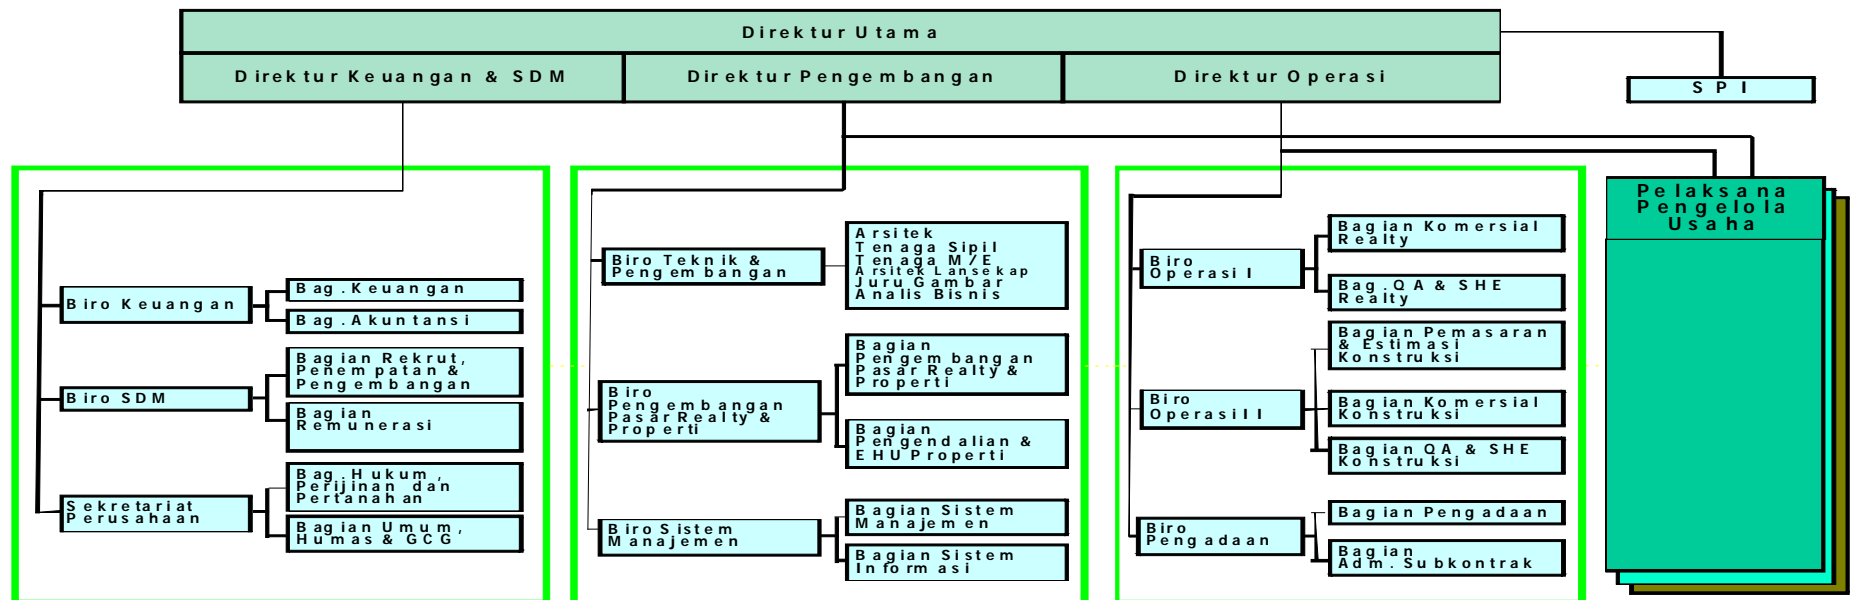 Direktur Utama
Direktur Keuangan & SDM
Direktur Pengembangan
Direktur Operasi
SPI
Biro Keuangan
Bag. Keuangan
Bag. Akuntansi
Biro SDM
Bagian Rekrut,
Penempatan &
Pengembangan
Bagian
Remunerasi
Sekretariat
Perusahaan
Bag. Hukum,
Perijinan dan
Pertanahan
Bagian Umum,
Humas & GCG
Biro Teknik &
Pengembangan
Arsitek
Tenaga Sipil
Tenaga M/E
Arsitek Lansekap
Juru Gambar
Analis Bisnis
Biro
Pengembangan
Pasar Realty &
Properti
Bagian
Pengembangan
Pasar Realty &
Properti
Bagian
Pengendalian &
EHU Properti
Biro Sistem
Manajemen
Bagian Sistem
Manajemen
Bagian Sistem
Informasi
Biro
Operasi I
Bagian Komersial
Realty
Bag. QA & SHE
Realty
Biro
Operasi II
Bagian Pemasaran
& Estimasi
Konstruksi
Bagian Komersial
Konstruksi
Bagian QA & SHE
Konstruksi
Biro
Pengadaan
Bagian Pengadaan
Bagian
Adm. Subkontrak
Pelaksana
Pengelola
Usaha